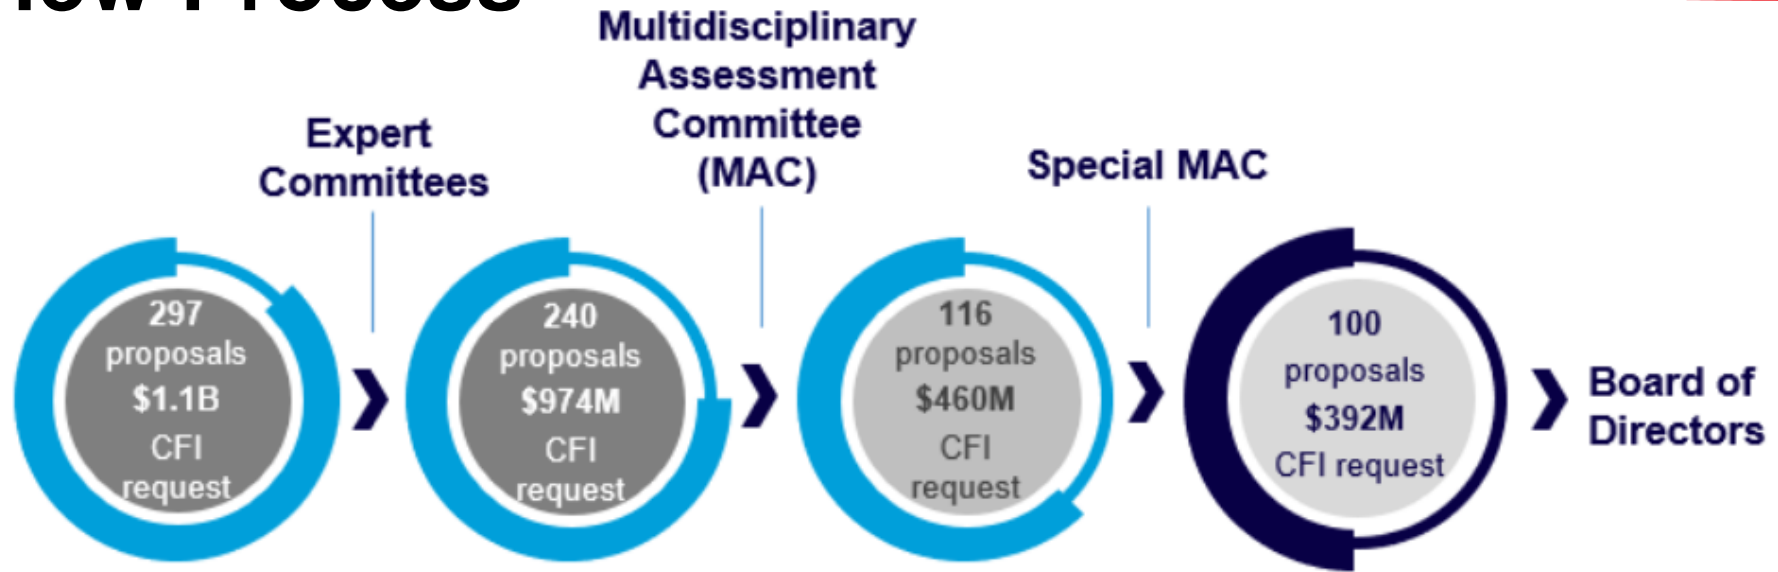 Process
Expert
Committees
Multidisciplinary
Assessment
Committee
(MAC)
Special MAC
297
proposals
$1.1B
CFI
request
240
proposals
$974M
CFI
request
116
proposals
$460M
CFI
request
100
proposals
$392M
CFI request
Board of
Directors